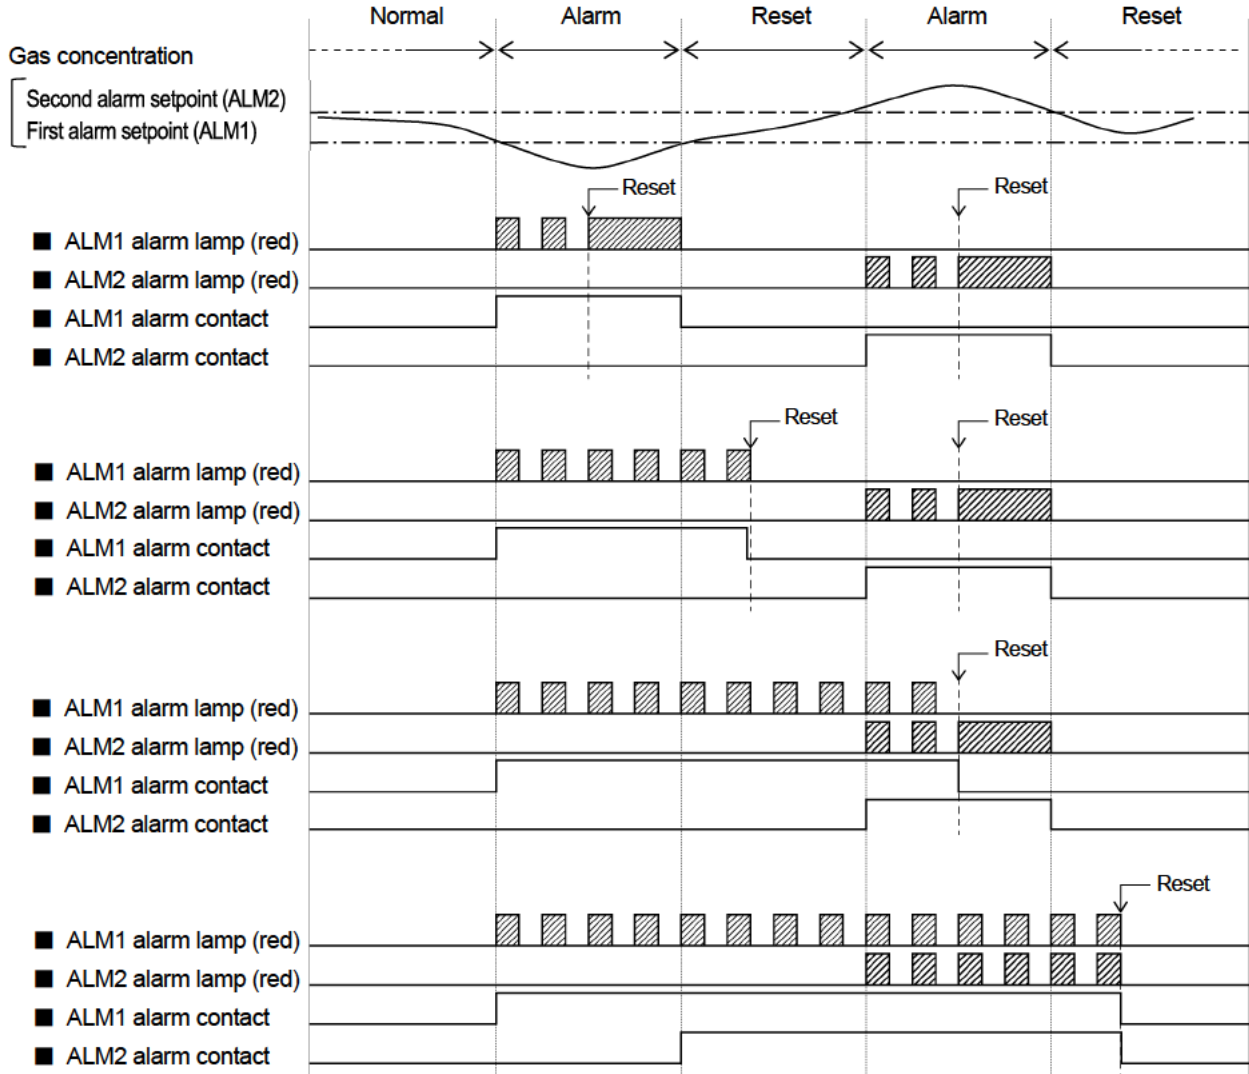 Normal Alarm Reset Alarm Reset
Gas concentration
Second alarm setpoint (ALM2)
First alarm setpoint (ALM1)
Reset Reset
■ ALM1 alarm lamp (red)
■ ALM2 alarm lamp (red)
■ ALM1 alarm contact
■ ALM2 alarm contact
Reset Reset
■ ALM1 alarm lamp (red)
■ ALM2 alarm lamp (red)
■ ALM1 alarm contact
■ ALM2 alarm contact
Reset
■ ALM1 alarm lamp (red)
■ ALM2 alarm lamp (red)
■ ALM1 alarm contact
■ ALM2 alarm contact
Reset
■ ALM1 alarm lamp (red)
■ ALM2 alarm lamp (red)
■ ALM1 alarm contact
■ ALM2 alarm contact